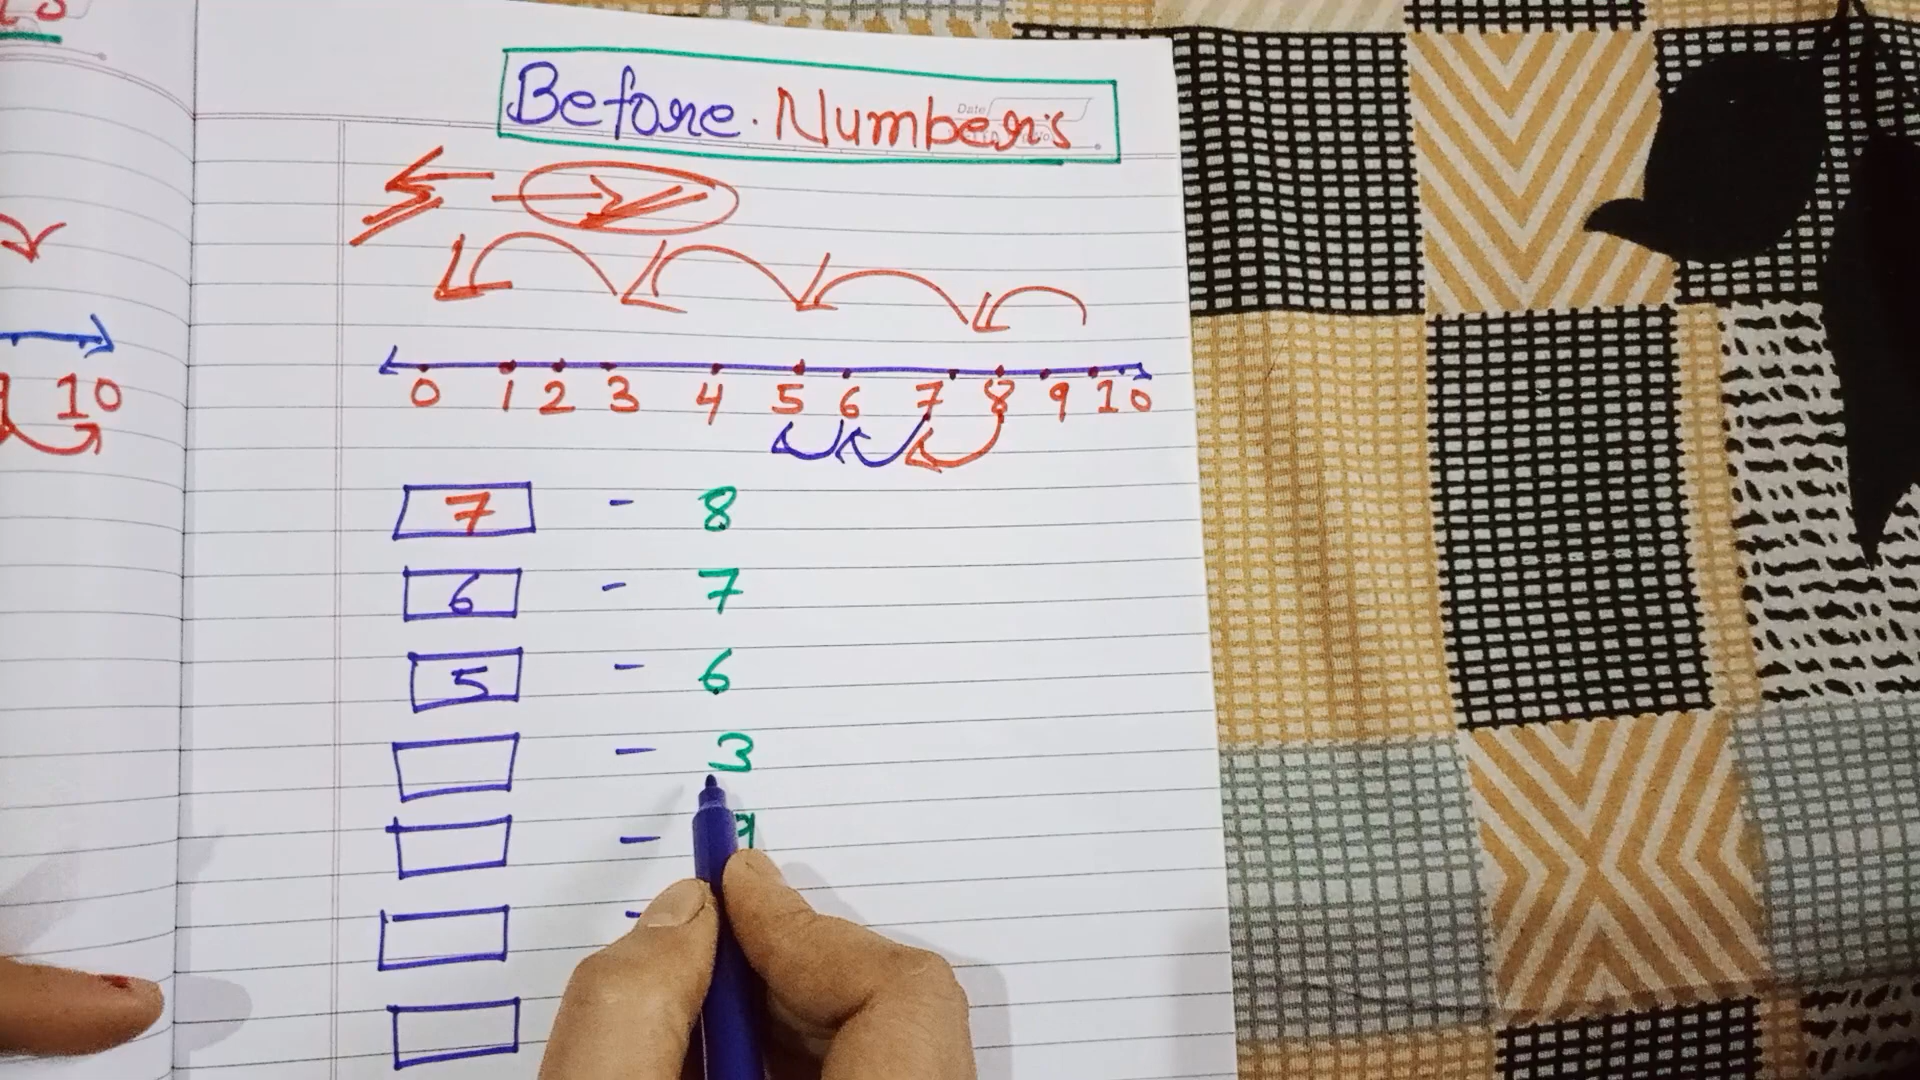 Before. Numbers.
Date
0 1 2 3 4 5 6 7 8 9 10
10
7 - 8
6 - 7
5 - 6
- 3
-
-